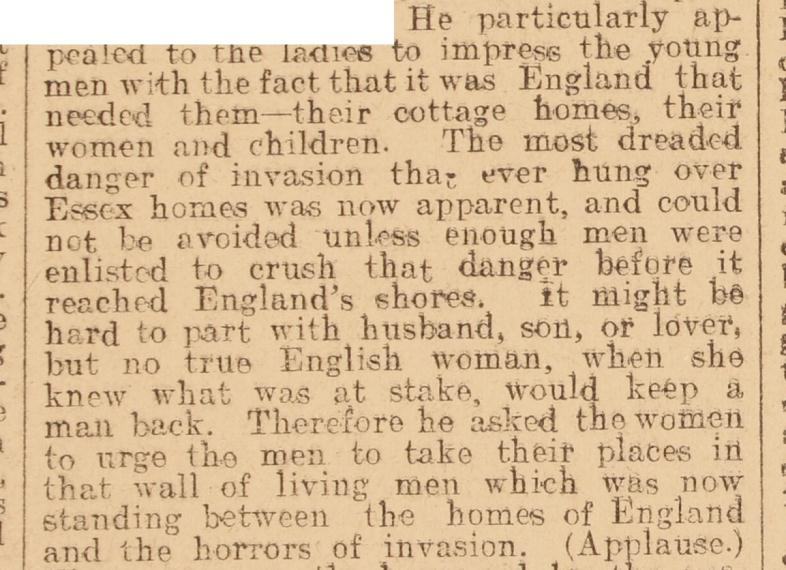 He particularly ap-
pealed to the ladies to impress the young
men with the fact that it was England that
needed them—their cottage homes, their
women and children. The most dreaded
danger of invasion that ever hung over
Essex homes was now apparent, and could
not be avoided unless enough men were
enlisted to crush that danger before it
reached England's shores. It might be
hard to part with husband, son, or lover,
but no true English woman, when she
knew what was at stake, would keep a
man back. Therefore he asked the women
to urge the men to take their places in
that wall of living men which was now
standing between the homes of England
and the horrors of invasion. (Applause.)